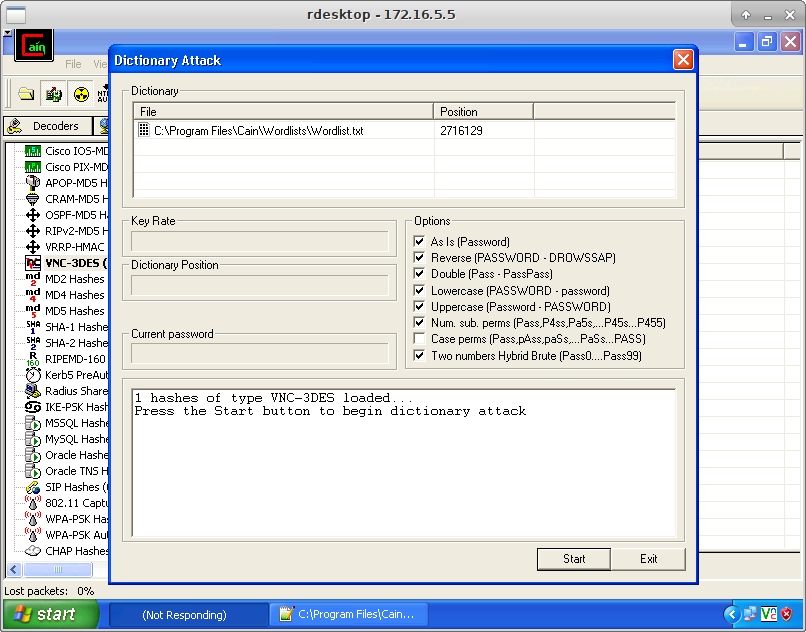 rdesktop - 172.16.5.5
Cain
File
Dictionary Attack
Dictionary
File Position
C:\Program Files\Cain\Wordlists\Wordlist.txt 2716129
Decoders
Cisco IOS-MD
Cisco PIX-MD
APOP-MD5 H
CRAM-MD5 H
OSPF-MD5 Ha
RIPv2-MD5 H
VRRP-HMAC
VNC-3DES (
MD2 Hashes
MD4 Hashes
MD5 Hashes
SHA-1 Hashe
SHA-2 Hashe
RIPEMD-160
Kerb5 PreAut
Radius Share
IKE-PSK Hash
MSSQL Hashe
MySQL Hashe
Oracle Hashe
Oracle TNS H
SIP Hashes (
802.11 Captu
WPA-PSK Has
WPA-PSK Aut
CHAP Hashes
Key Rate
Dictionary Position
Current password
Options
As Is (Password)
Reverse (PASSWORD - DROWSSAP)
Double (Pass - PassPass)
Lowercase (PASSWORD - password)
Uppercase (Password - PASSWORD)
Num. sub. perms (Pass,P4ss,Pa5s,...P45s...P455)
Case perms (Pass,pAss,paSs,...PaSs...PASS)
Two numbers Hybrid Brute (Pass0....Pass99)
1 hashes of type VNC-3DES loaded...
Press the Start button to begin dictionary attack
Start Exit
Lost packets: 0%
start (Not Responding) C:\Program Files\Cain...